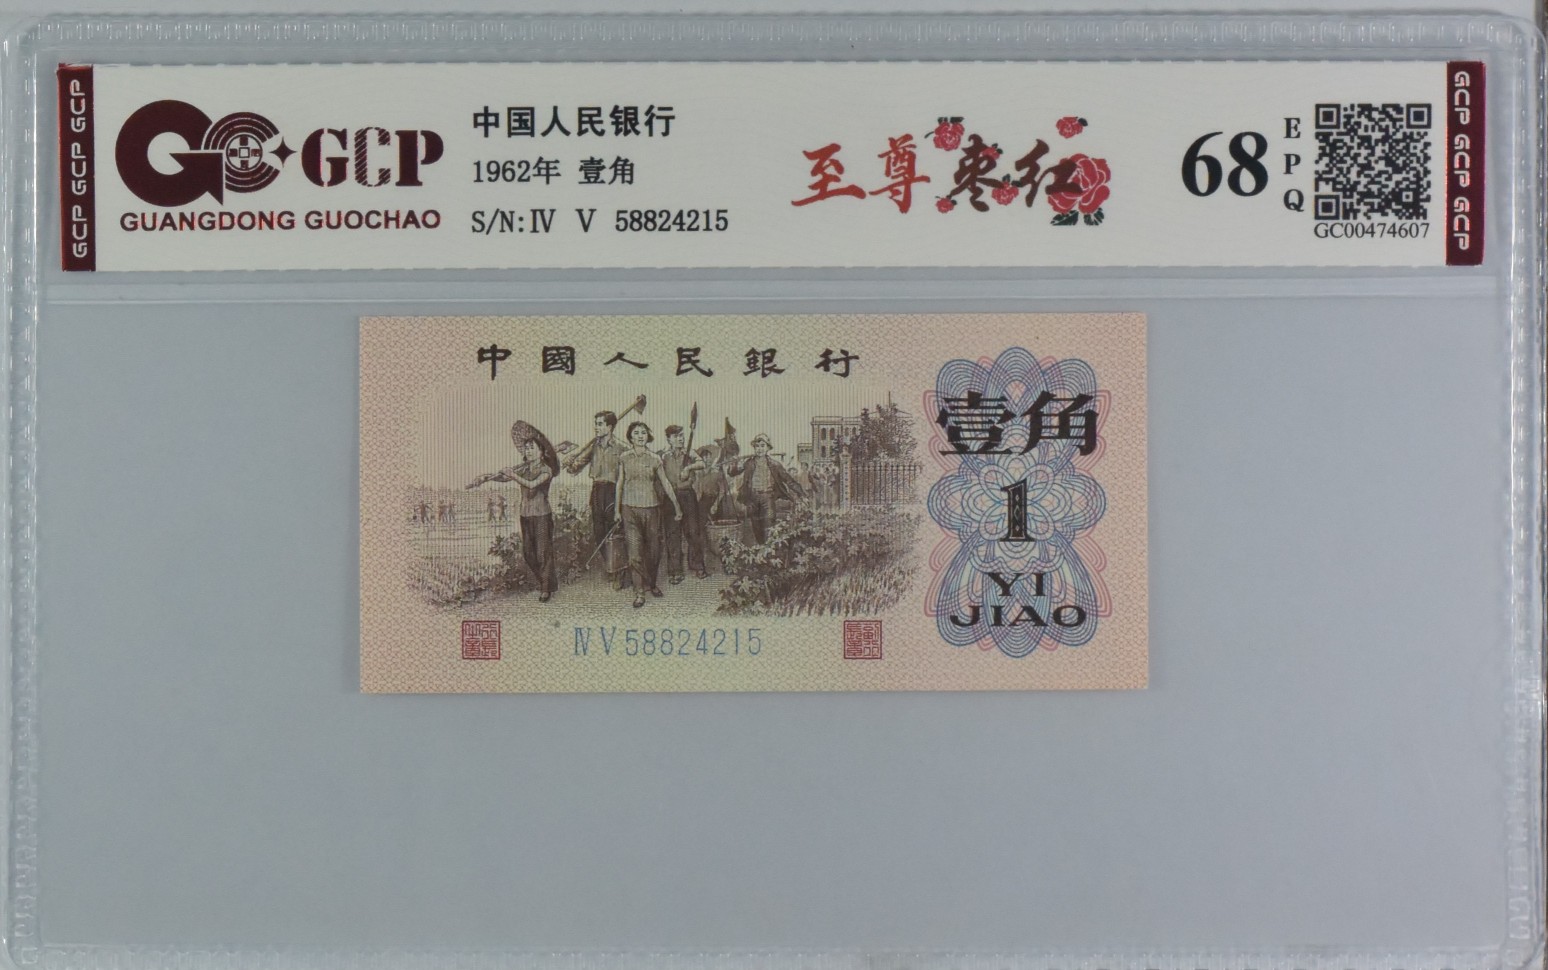 GCP GCP GCP
GCP
GUANGDONG GUOCHAO
中国人民银行
1962年 壹角
S/N: IV V 58824215
至尊枣红
68
EPQ
GC00474607
GCP GCP GCP
中國人民銀行
壹角
1
YI
JIAO
IV V 58824215